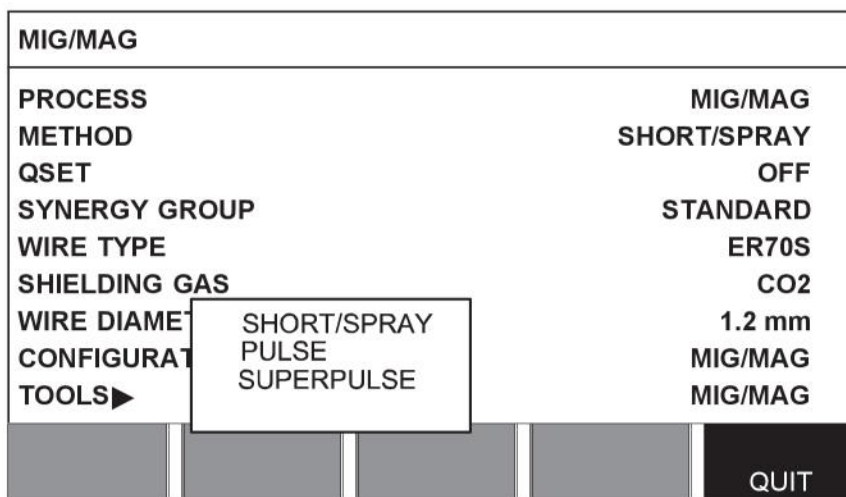 MIG/MAG
PROCESS MIG/MAG
METHOD SHORT/SPRAY
QSET OFF
SYNERGY GROUP STANDARD
WIRE TYPE ER70S
SHIELDING GAS CO2
WIRE DIAMET 1.2 mm
CONFIGURAT MIG/MAG
TOOLS▶ MIG/MAG
SHORT/SPRAY
PULSE
SUPERPULSE
QUIT